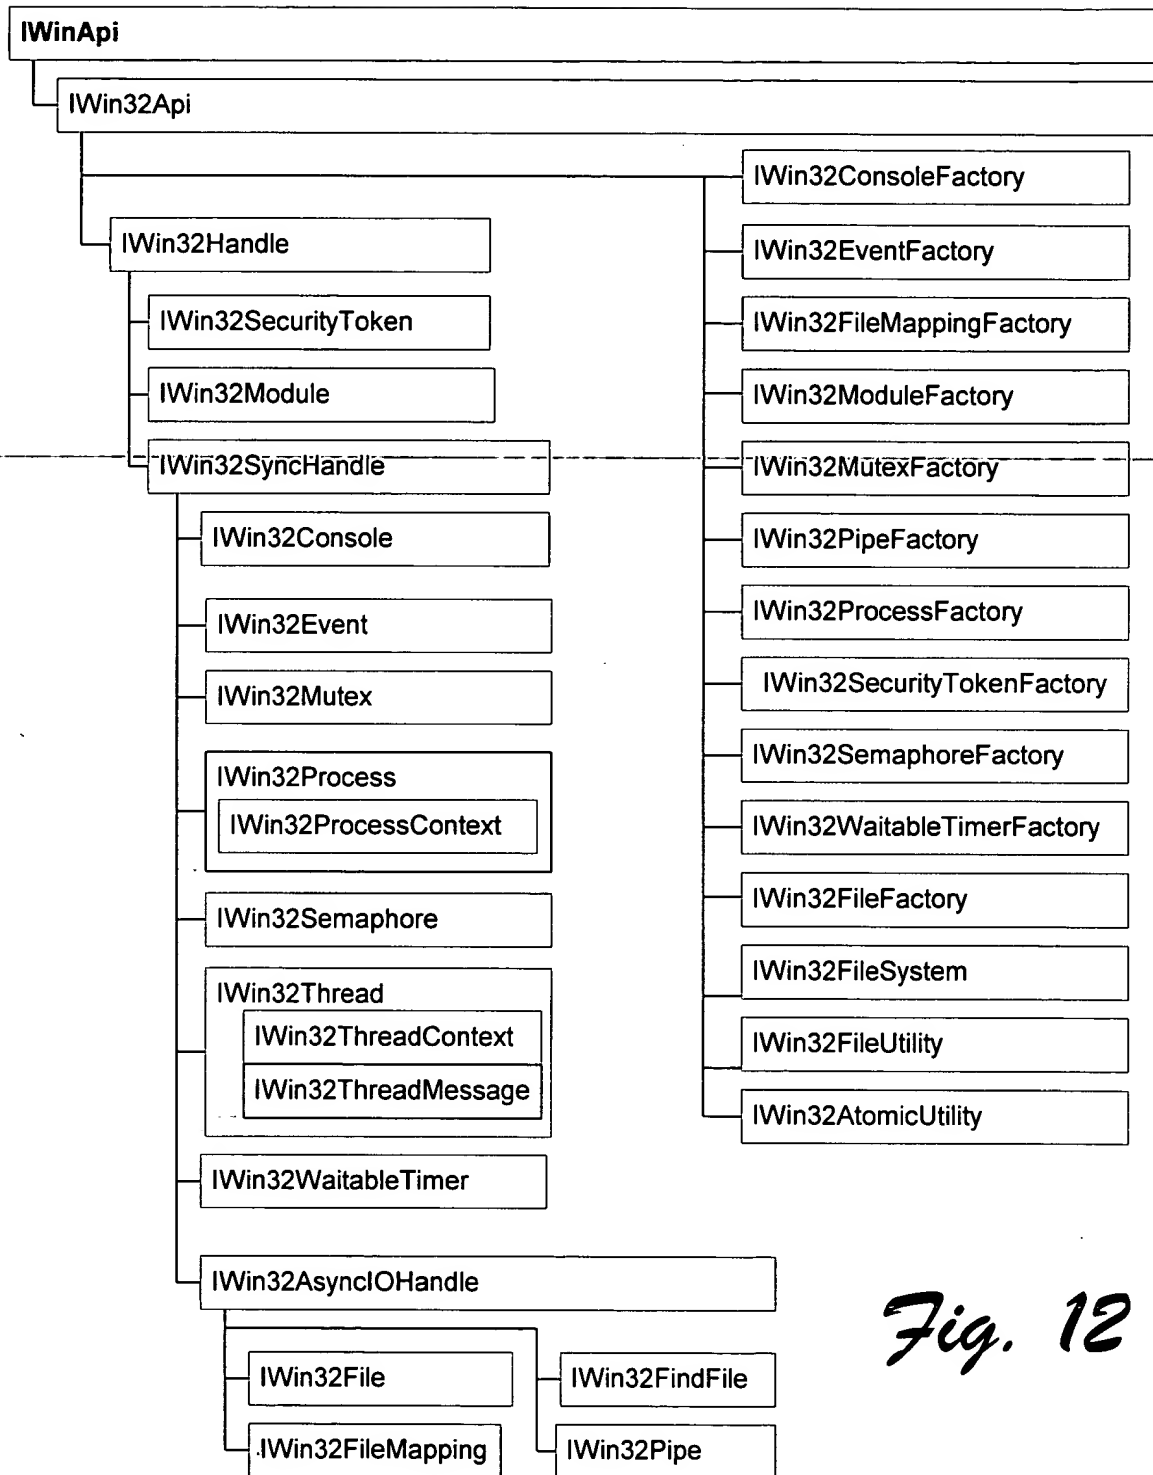 IWinApi
IWin32Api
IWin32Handle
IWin32SecurityToken
IWin32Module
IWin32SyncHandle
IWin32Console
IWin32Event
IWin32Mutex
IWin32Process
IWin32ProcessContext
IWin32Semaphore
IWin32Thread
IWin32ThreadContext
IWin32ThreadMessage
IWin32WaitableTimer
IWin32AsyncIOHandle
IWin32File
IWin32FileMapping
IWin32FindFile
IWin32Pipe
IWin32ConsoleFactory
IWin32EventFactory
IWin32FileMappingFactory
IWin32ModuleFactory
IWin32MutexFactory
IWin32PipeFactory
IWin32ProcessFactory
IWin32SecurityTokenFactory
IWin32SemaphoreFactory
IWin32WaitableTimerFactory
IWin32FileFactory
IWin32FileSystem
IWin32FileUtility
IWin32AtomicUtility
Fig. 12